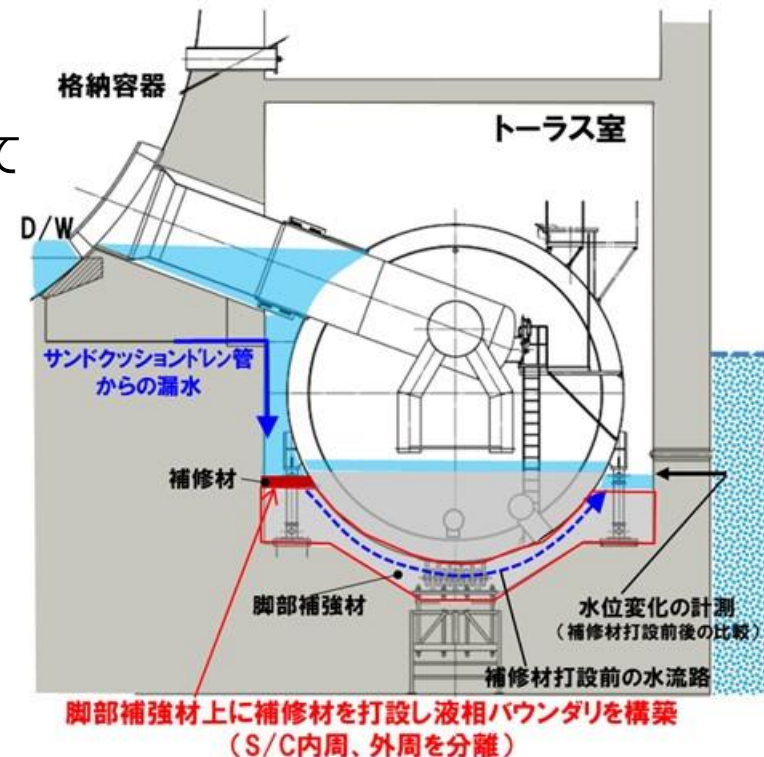 格納容器
トーラス室
て
D/W
サンドクッションドレン管
からの漏水
補修材
脚部補強材
水位変化の計測
(補修材打設前後の比較)
補修材打設前の水流路
脚部補強材上に補修材を打設し液相バウンダリを構築
(S/C内周、外周を分離)